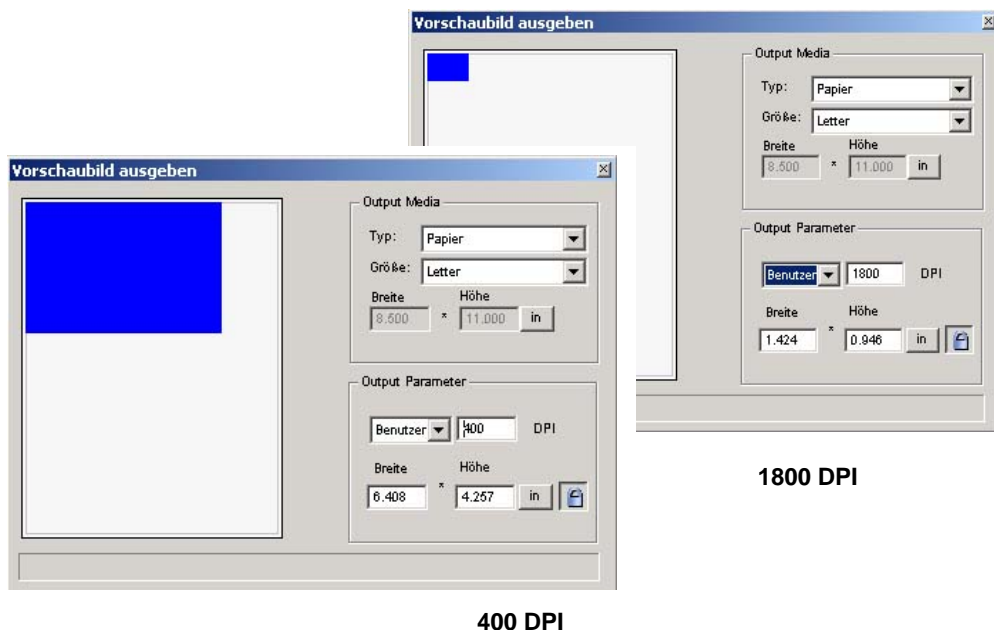 Vorschaubild ausgeben
Output Media
Typ: Papier
Größe: Letter
Breite Höhe
8.500 * 11.000 in
Output Parameter
Benutzer 1800 DPI
Breite Höhe
1.424 * 0.946 in
1800 DPI
Vorschaubild ausgeben
Output Media
Typ: Papier
Größe: Letter
Breite Höhe
8.500 * 11.000 in
Output Parameter
Benutzer 400 DPI
Breite Höhe
6.408 * 4.257 in
400 DPI